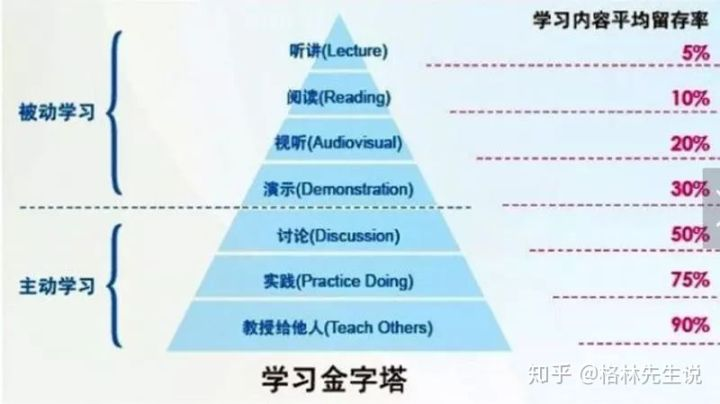 学习内容平均留存率
听讲(Lecture)
5%
阅读(Reading)
10%
被动学习
视听(Audiovisual)
20%
演示(Demonstration)
30%
讨论(Discussion)
50%
主动学习
实践(Practice Doing)
75%
教授给他人(Teach Others)
90%
学习金字塔
知乎 @格林先生说